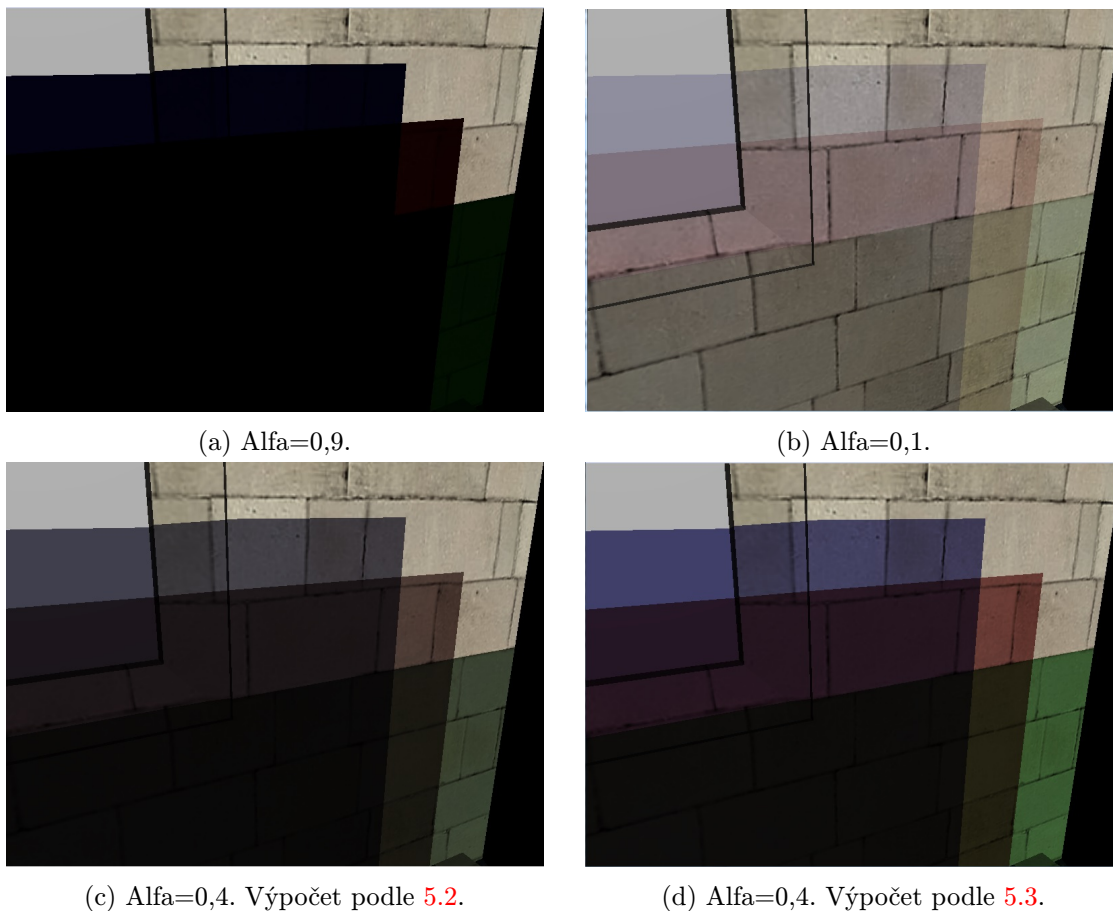 (a) Alfa=0,9.
(b) Alfa=0,1.
(c) Alfa=0,4. Výpočet podle 5.2.
(d) Alfa=0,4. Výpočet podle 5.3.